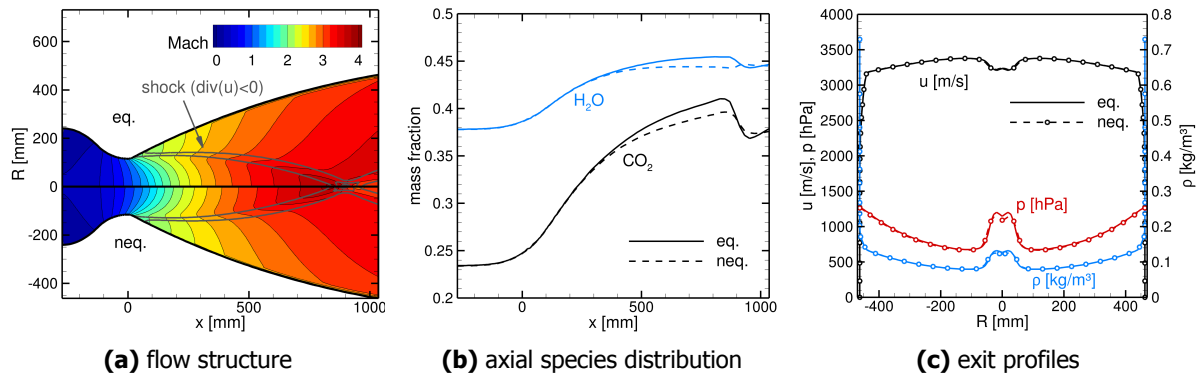 600
400
200
0
-200
-400
R [mm]
Mach
0 1 2 3 4
shock (div(u)<0)
eq.
neq.
0 500 1000
x [mm]
(a) flow structure
0.5
0.45
0.4
0.35
0.3
0.25
0.2
mass fraction
H₂O
CO₂
eq.
neq.
0 500 1000
x [mm]
(b) axial species distribution
4000
3500
3000
2500
2000
1500
1000
500
0
u [m/s], p [hPa]
u [m/s]
eq.
neq.
p [hPa]
ρ [kg/m³]
0.8
0.7
0.6
0.5
0.4
0.3
0.2
0.1
0
ρ [kg/m³]
-400 -200 0 200 400
R [mm]
(c) exit profiles